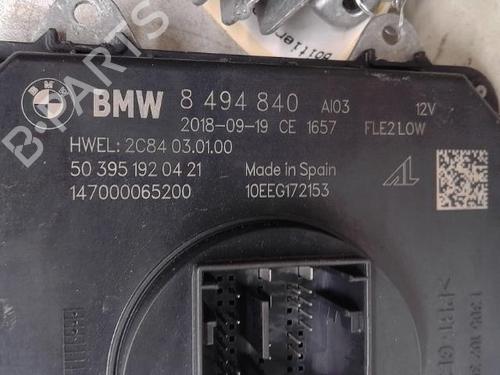 BMW 8 494 840 AI03 12V
2018-09-19 CE 1657 FLE2 LOW
HWEL: 2C84 03.01.00
50 395 192 04 21 Made in Spain
147000065200 10EEG172153
B-PARTS